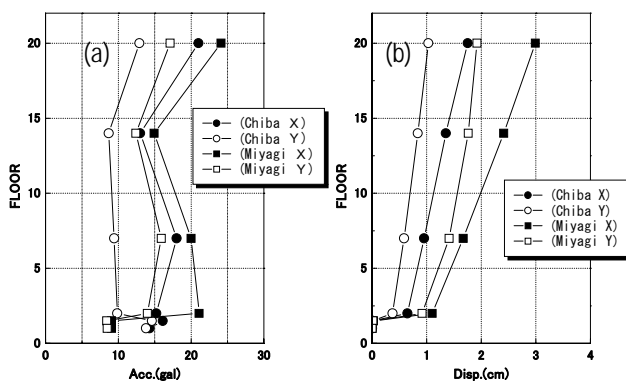 (a)
20
15
10
5
0
FLOOR
0 10 20 30
Acc.(gal)
(Chiba X)
(Chiba Y)
(Miyagi X)
(Miyagi Y)
(b)
20
15
10
5
0
FLOOR
0 1 2 3 4
Disp.(cm)
(Chiba X)
(Chiba Y)
(Miyagi X)
(Miyagi Y)